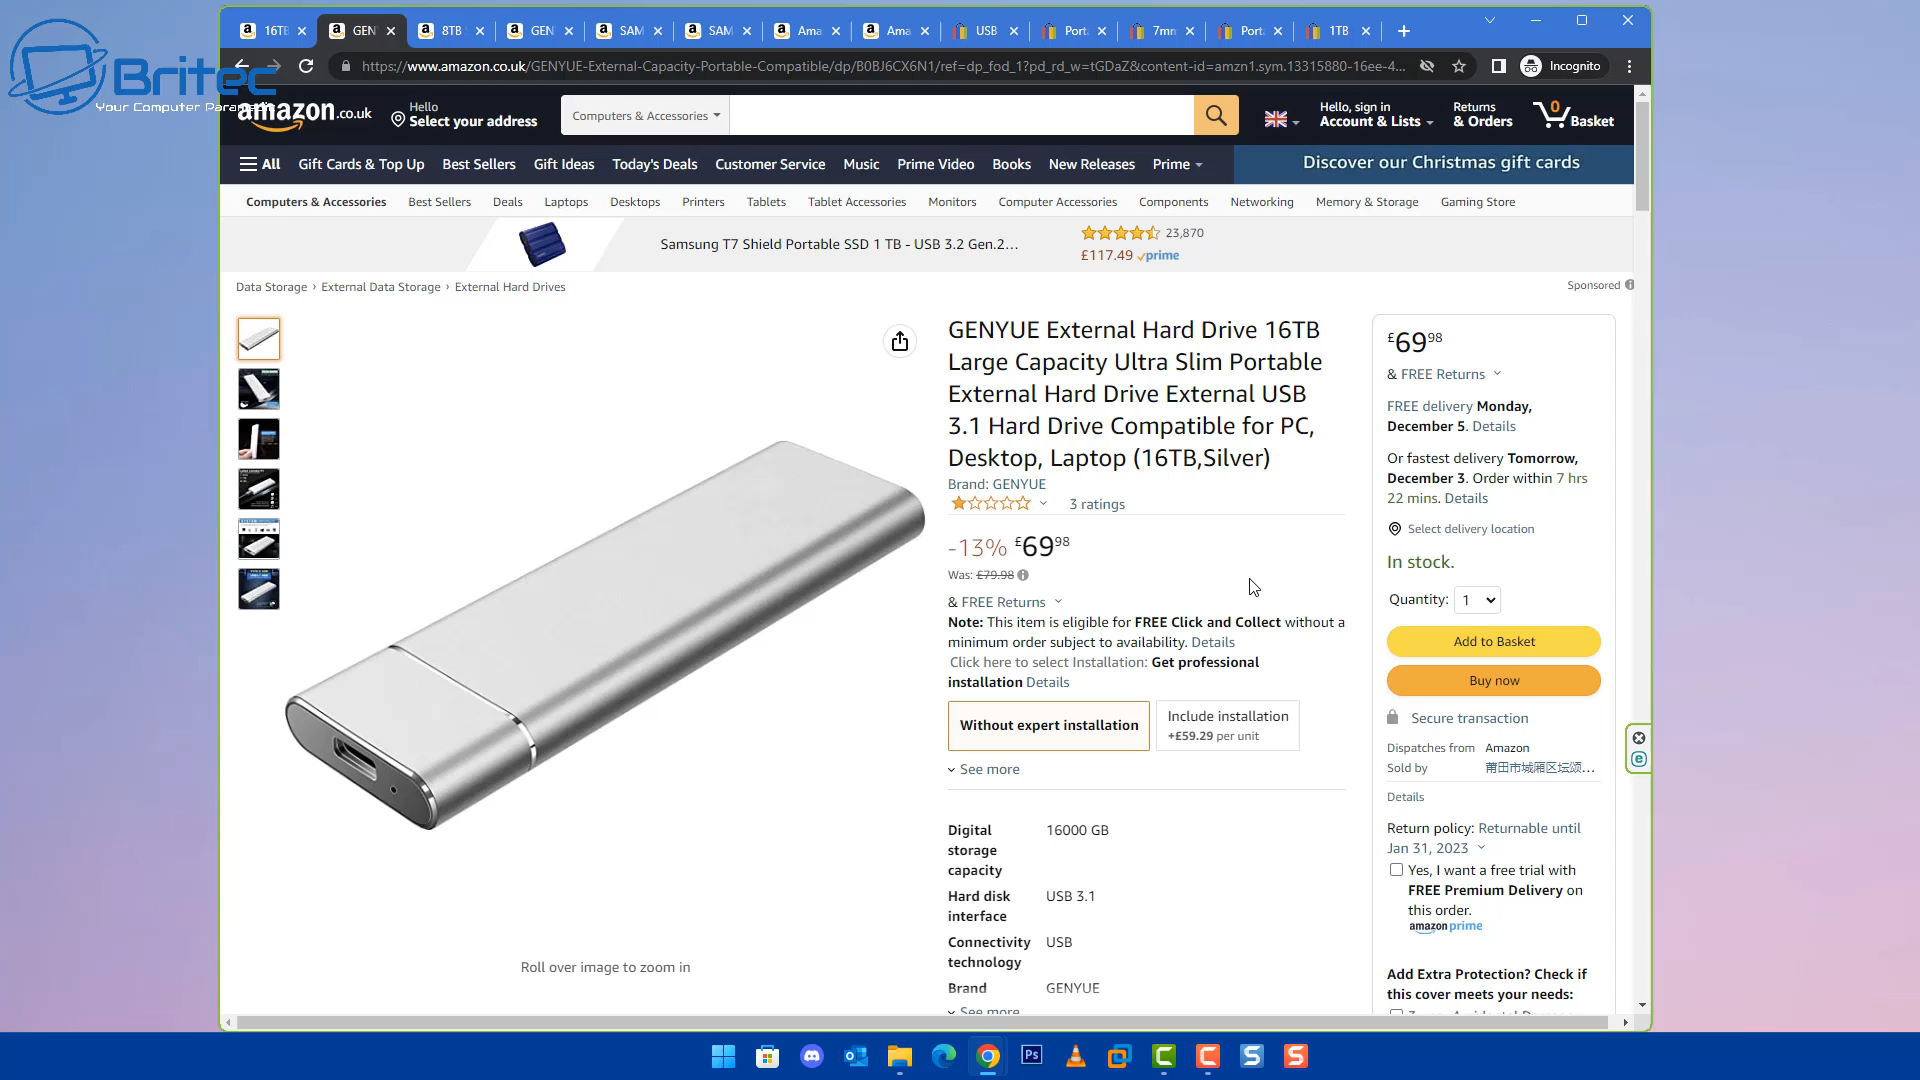 16TB
GEN
8TB
GEN
SAM
SAM
Ama
Ama
USB
Port
7mm
Port
1TB
https://www.amazon.co.uk/GENYUE-External-Capacity-Portable-Compatible/dp/B0BJ6CX6N1/ref=dp_fod_1?pd_rd_w=tGDaZ&content-id=amzn1.sym.13315880-16ee-4...
Incognito
Britec
Your Computer Paramedic
amazon.co.uk
Hello
Select your address
Computers & Accessories
Hello, sign in
Account & Lists
Returns
& Orders
0
Basket
All
Gift Cards & Top Up
Best Sellers
Gift Ideas
Today's Deals
Customer Service
Music
Prime Video
Books
New Releases
Prime
Discover our Christmas gift cards
Computers & Accessories
Best Sellers
Deals
Laptops
Desktops
Printers
Tablets
Tablet Accessories
Monitors
Computer Accessories
Components
Networking
Memory & Storage
Gaming Store
Samsung T7 Shield Portable SSD 1 TB - USB 3.2 Gen.2...
23,870
£117.49 prime
Data Storage › External Data Storage › External Hard Drives
Sponsored
GENYUE External Hard Drive 16TB
Large Capacity Ultra Slim Portable
External Hard Drive External USB
3.1 Hard Drive Compatible for PC,
Desktop, Laptop (16TB,Silver)
Brand: GENYUE
3 ratings
-13% £69.98
Was: £79.98
& FREE Returns
Note: This item is eligible for FREE Click and Collect without a
minimum order subject to availability. Details
Click here to select Installation: Get professional
installation Details
Without expert installation
Include installation
+£59.29 per unit
See more
Digital
storage
capacity
16000 GB
Hard disk
interface
USB 3.1
Connectivity
technology
USB
Brand
GENYUE
See more
Roll over image to zoom in
£69.98
& FREE Returns
FREE delivery Monday,
December 5. Details
Or fastest delivery Tomorrow,
December 3. Order within 7 hrs
22 mins. Details
Select delivery location
In stock.
Quantity: 1
Add to Basket
Buy now
Secure transaction
Dispatches from Amazon
Sold by 莆田市城厢区坛颂...
Details
Return policy: Returnable until
Jan 31, 2023
Yes, I want a free trial with
FREE Premium Delivery on
this order.
amazon prime
Add Extra Protection? Check if
this cover meets your needs: